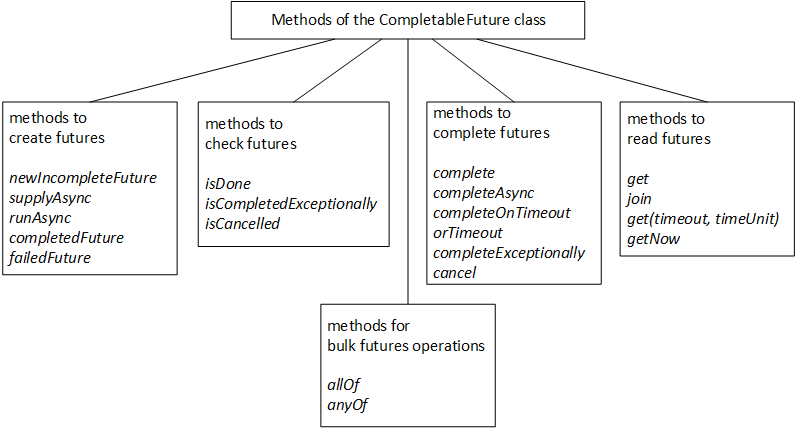 Methods of the CompletableFuture class
methods to
create futures
newIncompleteFuture
supplyAsync
runAsync
completedFuture
failedFuture
methods to
check futures
isDone
isCompletedExceptionally
isCancelled
methods to
complete futures
complete
completeAsync
completeOnTimeout
orTimeout
completeExceptionally
cancel
methods to
read futures
get
join
get(timeout, timeUnit)
getNow
methods for
bulk futures operations
allOf
anyOf